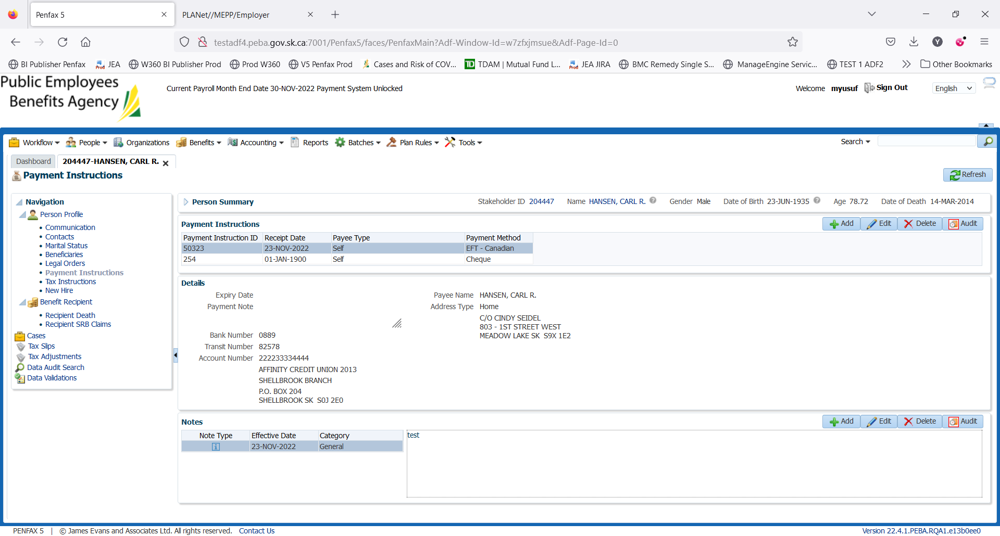 Penfax 5
PLANet//MEPP/Employer
testadf4.peba.gov.sk.ca:7001/Penfax5/faces/PenfaxMain?Adf-Window-Id=w7zfxjmsue&Adf-Page-Id=0
Y
BI Publisher Penfax
Prod JEA
W360 BI Publisher Prod
Prod W360
V5 Penfax Prod
Cases and Risk of COV...
TD TDAM | Mutual Fund L...
Prod JEA JIRA
BMC Remedy Single S...
ManageEngine Servic...
TEST 1 ADF2
Other Bookmarks
Public Employees
Benefits Agency
Current Payroll Month End Date 30-NOV-2022 Payment System Unlocked
Welcome myusuf Sign Out English
Workflow People Organizations Benefits Accounting Reports Batches Plan Rules Tools Search
Dashboard 204447-HANSEN, CARL R.
Payment Instructions
Refresh
Navigation
Person Profile
Communication
Contacts
Marital Status
Beneficiaries
Legal Orders
Payment Instructions
Tax Instructions
New Hire
Benefit Recipient
Recipient Death
Recipient SRB Claims
Cases
Tax Slips
Tax Adjustments
Data Audit Search
Data Validations
Person Summary Stakeholder ID 204447 Name HANSEN, CARL R. Gender Male Date of Birth 23-JUN-1935 Age 78.72 Date of Death 14-MAR-2014
Payment Instructions Add Edit Delete Audit
Payment Instruction ID Receipt Date Payee Type Payment Method
50323 23-NOV-2022 Self EFT - Canadian
254 01-JAN-1900 Self Cheque
Details
Expiry Date
Payment Note
Bank Number 0889
Transit Number 82578
Account Number 222233334444
AFFINITY CREDIT UNION 2013
SHELLBROOK BRANCH
P.O. BOX 204
SHELLBROOK SK S0J 2E0
Payee Name HANSEN, CARL R.
Address Type Home
C/O CINDY SEIDEL
803 - 1ST STREET WEST
MEADOW LAKE SK S9X 1E2
Notes Add Edit Delete Audit
Note Type Effective Date Category
23-NOV-2022 General
test
PENFAX 5 | © James Evans and Associates Ltd. All rights reserved. Contact Us
Version 22.4.1.PEBA.RQA1.e13b0ee0